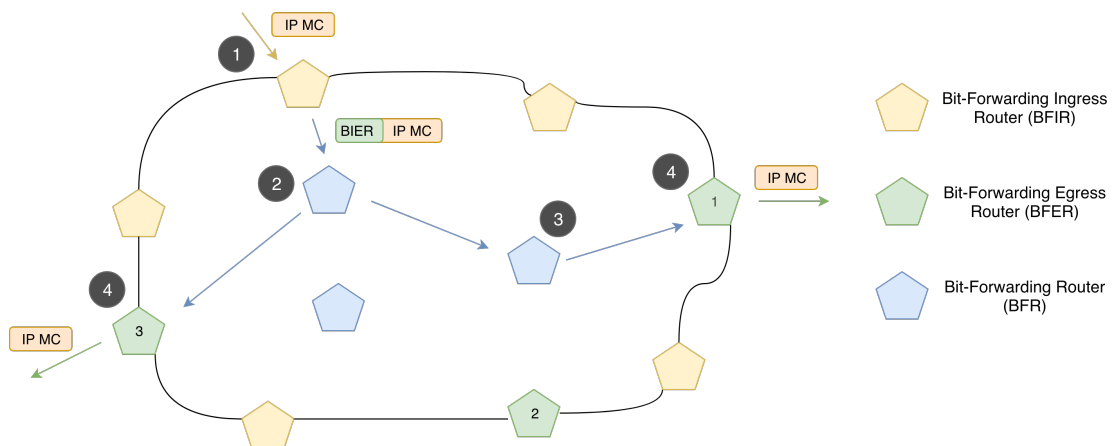 IP MC
1
BIER IP MC
2
4
IP MC
1
3
4
3
IP MC
2
Bit-Forwarding Ingress
Router (BFIR)
Bit-Forwarding Egress
Router (BFER)
Bit-Forwarding Router
(BFR)